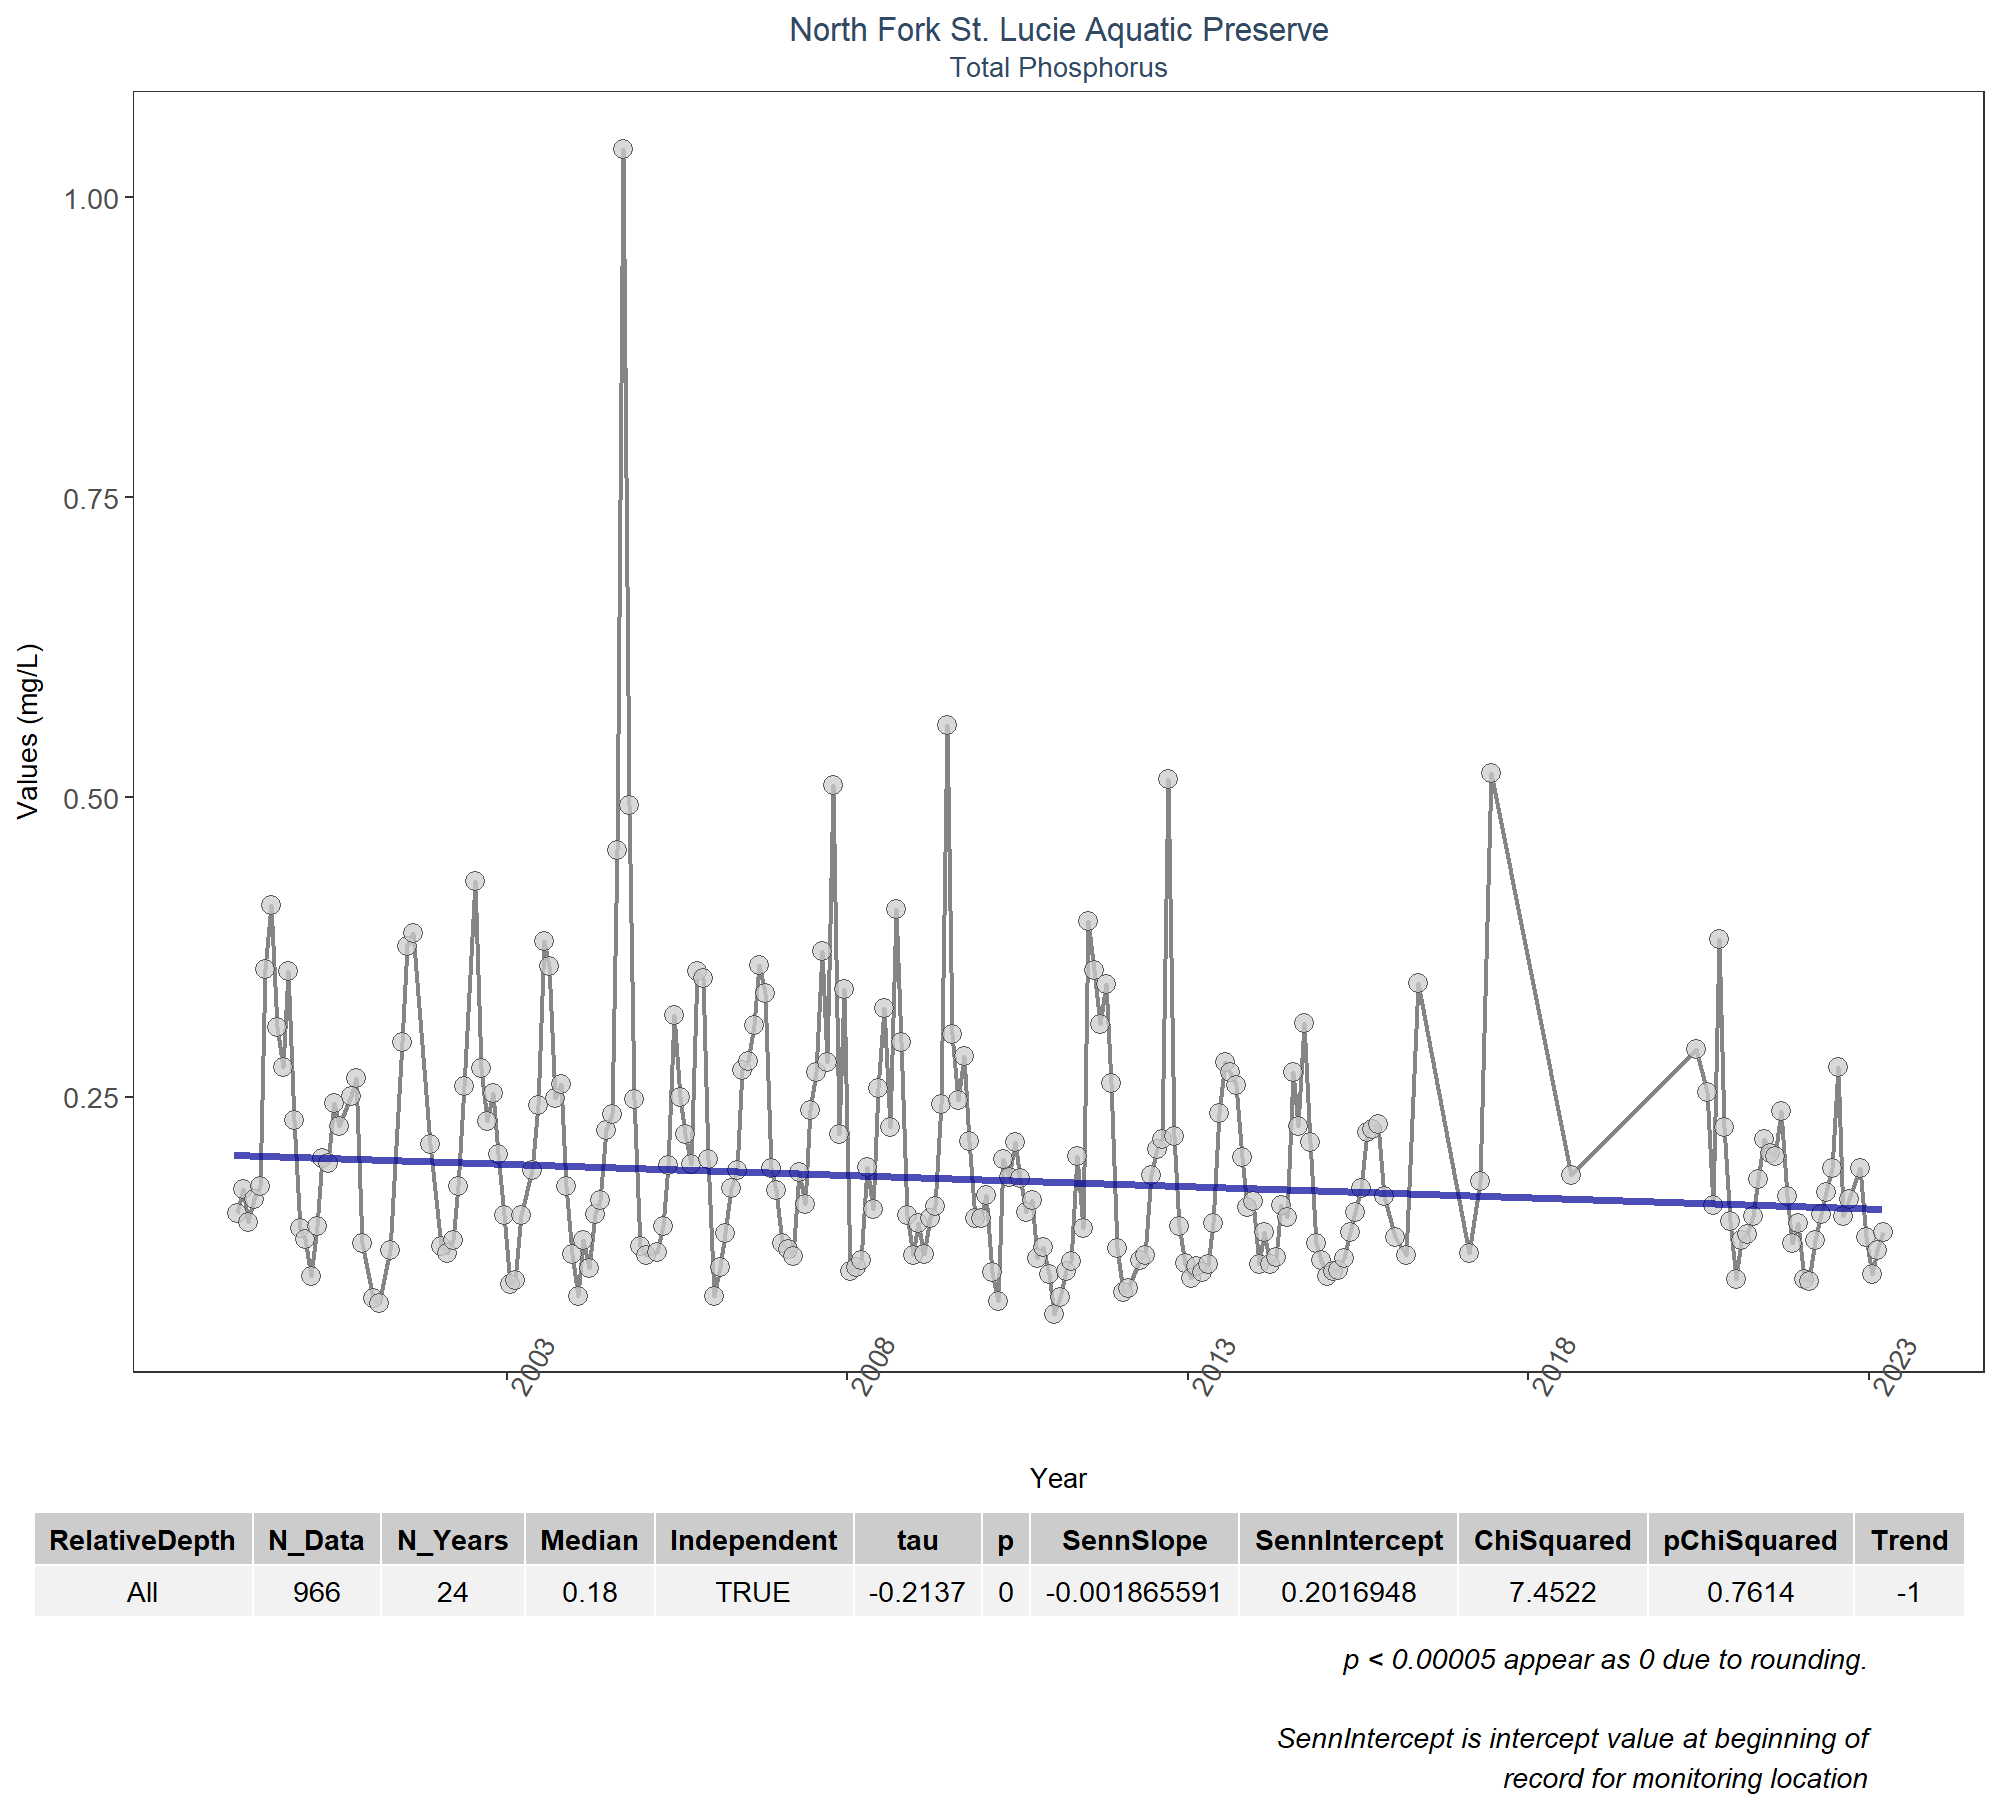 North Fork St. Lucie Aquatic Preserve
Total Phosphorus
1.00
0.75
0.50
0.25
Values (mg/L)
2003 2008 2013 2018 2023
Year
RelativeDepth N_Data N_Years Median Independent tau p SennSlope SennIntercept ChiSquared pChiSquared Trend
All 966 24 0.18 TRUE -0.2137 0 -0.001865591 0.2016948 7.4522 0.7614 -1
p < 0.00005 appear as 0 due to rounding.
SennIntercept is intercept value at beginning of
record for monitoring location